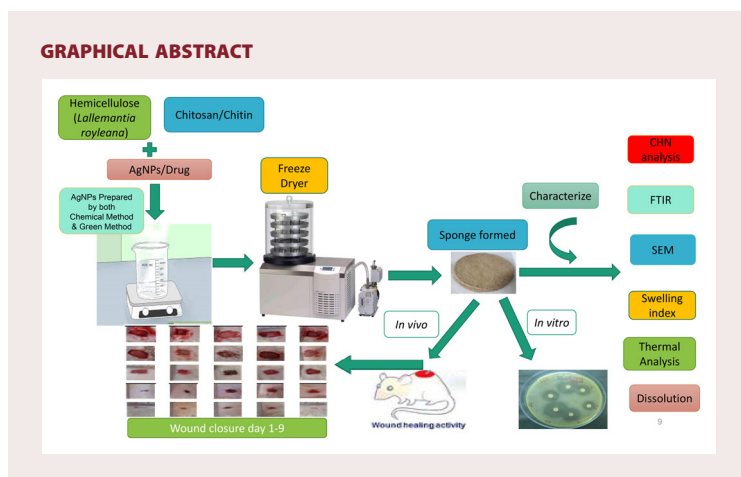 GRAPHICAL ABSTRACT
Hemicellulose
(Lallemantia
royleana)
Chitosan/Chitin
AgNPs/Drug
AgNPs Prepared
by both
Chemical Method
& Green Method
Freeze
Dryer
Sponge formed
Characterize
CHN
analysis
FTIR
SEM
Swelling
index
Thermal
Analysis
Dissolution
9
In vivo
In vitro
Wound healing activity
Wound closure day 1-9